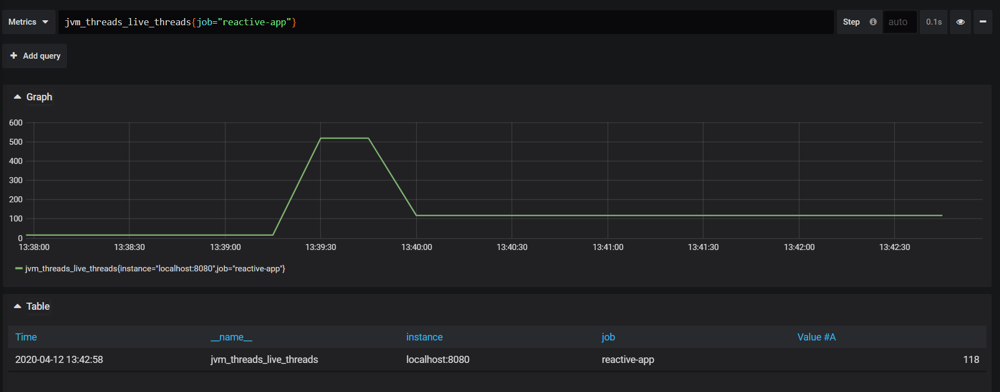 Metrics jvm_threads_live_threads{job="reactive-app"} Step auto 0.1s
Add query
Graph
600
500
400
300
200
100
0
13:38:00 13:38:30 13:39:00 13:39:30 13:40:00 13:40:30 13:41:00 13:41:30 13:42:00 13:42:30
jvm_threads_live_threads{instance="localhost:8080",job="reactive-app"}
Table
Time __name__ instance job Value #A
2020-04-12 13:42:58 jvm_threads_live_threads localhost:8080 reactive-app 118